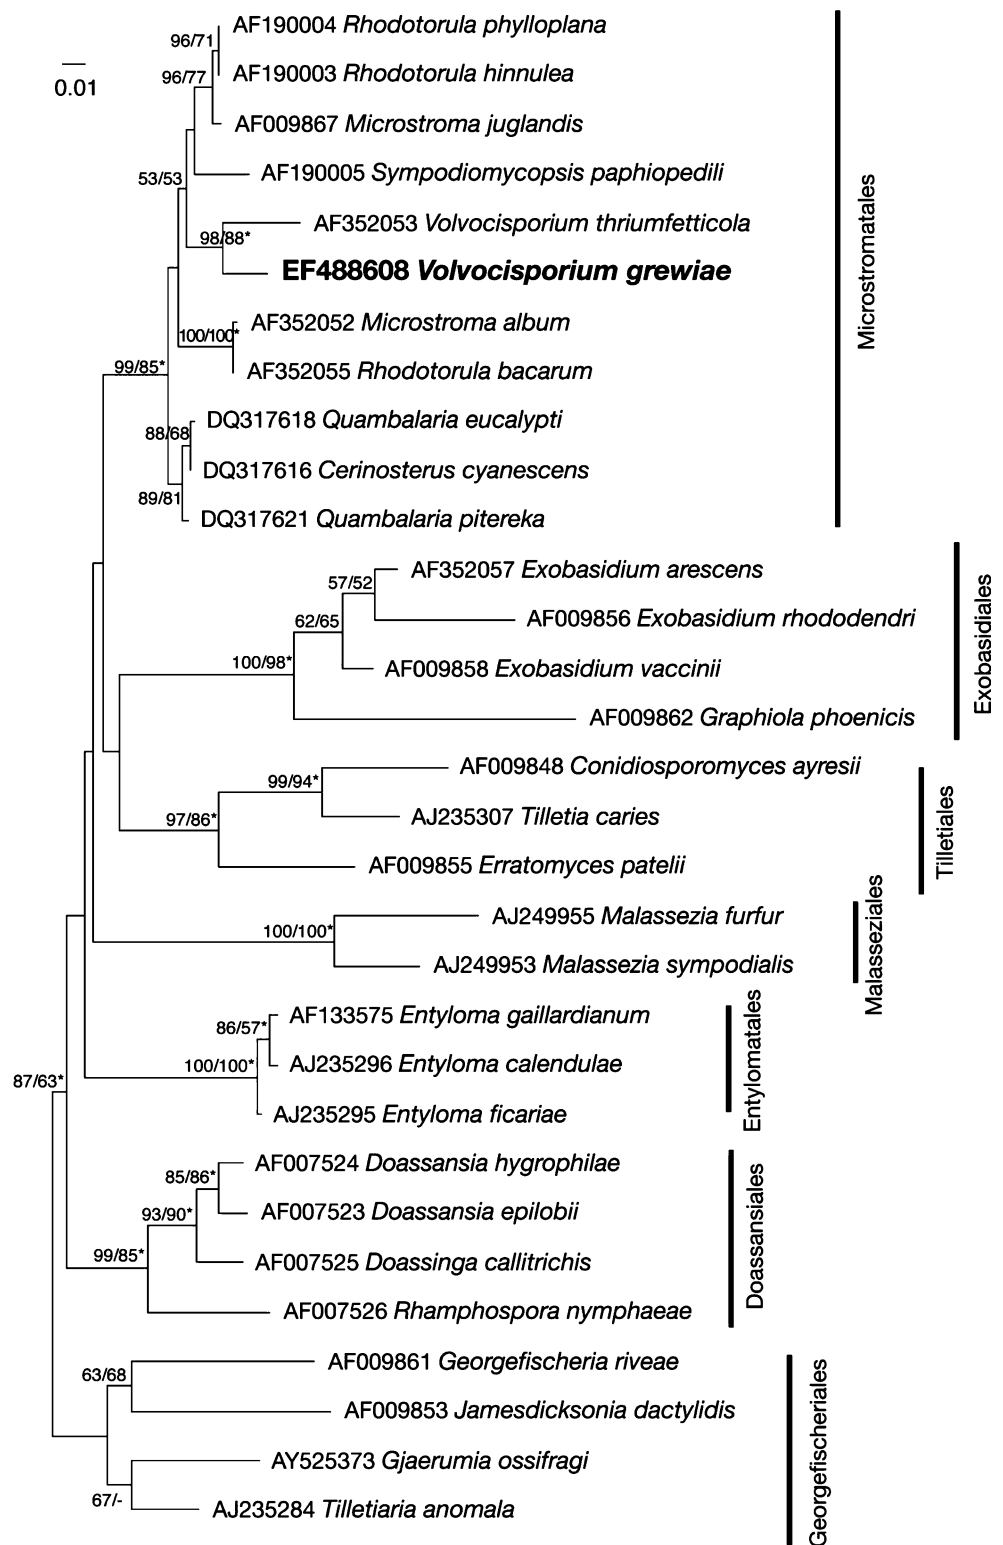 AF190004 Rhodotorula phylloplana
96/71
0.01
96/77
AF190003 Rhodotorula hinnulea
AF009867 Microstroma juglandis
AF190005 Sympodiomycopsis paphiopedili
53/53
AF352053 Volvocisporium thriumfetticola
98/88*
EF488608 Volvocisporium grewiae
AF352052 Microstroma album
100/100*
AF352055 Rhodotorula bacarum
99/85*
DQ317618 Quambalaria eucalypti
88/68
DQ317616 Cerinosterus cyanescens
89/81
DQ317621 Quambalaria pitereka
Microstromatales
AF352057 Exobasidium arescens
57/52
AF009856 Exobasidium rhododendri
62/65
AF009858 Exobasidium vaccinii
100/98*
AF009862 Graphiola phoenicis
Exobasidiales
AF009848 Conidiosporomyces ayresii
99/94*
AJ235307 Tilletia caries
97/86*
AF009855 Erratomyces patelii
Tilletiales
AJ249955 Malassezia furfur
100/100*
AJ249953 Malassezia sympodialis
Malasseziales
AF133575 Entyloma gaillardianum
86/57*
AJ235296 Entyloma calendulae
100/100*
87/63*
AJ235295 Entyloma ficariae
Entylomatales
AF007524 Doassansia hygrophilae
85/86*
AF007523 Doassansia epilobii
93/90*
AF007525 Doassinga callitrichis
99/85*
AF007526 Rhamphospora nymphaeae
Doassansiales
AF009861 Georgefischeria riveae
63/68
AF009853 Jamesdicksonia dactylidis
AY525373 Gjaerumia ossifragi
67/-
AJ235284 Tilletiaria anomala
Georgefischeriales